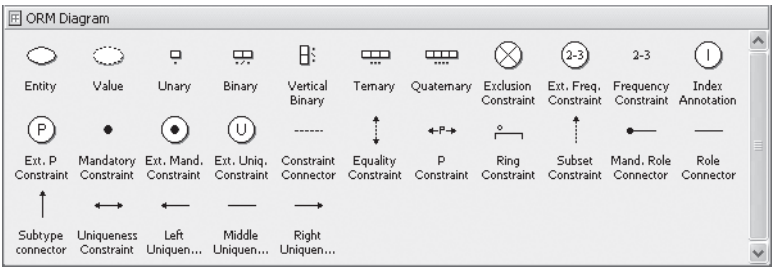 ORM Diagram
2-3 2-3 I
Entity Value Unary Binary Vertical Binary Ternary Quaternary Exclusion Constraint Ext. Freq. Constraint Frequency Constraint Index Annotation
P U P
Ext. P Constraint Mandatory Constraint Ext. Mand. Constraint Ext. Uniq. Constraint Constraint Connector Equality Constraint P Constraint Ring Constraint Subset Constraint Mand. Role Connector Role Connector
Subtype connector Uniqueness Constraint Left Uniquen... Middle Uniquen... Right Uniquen...